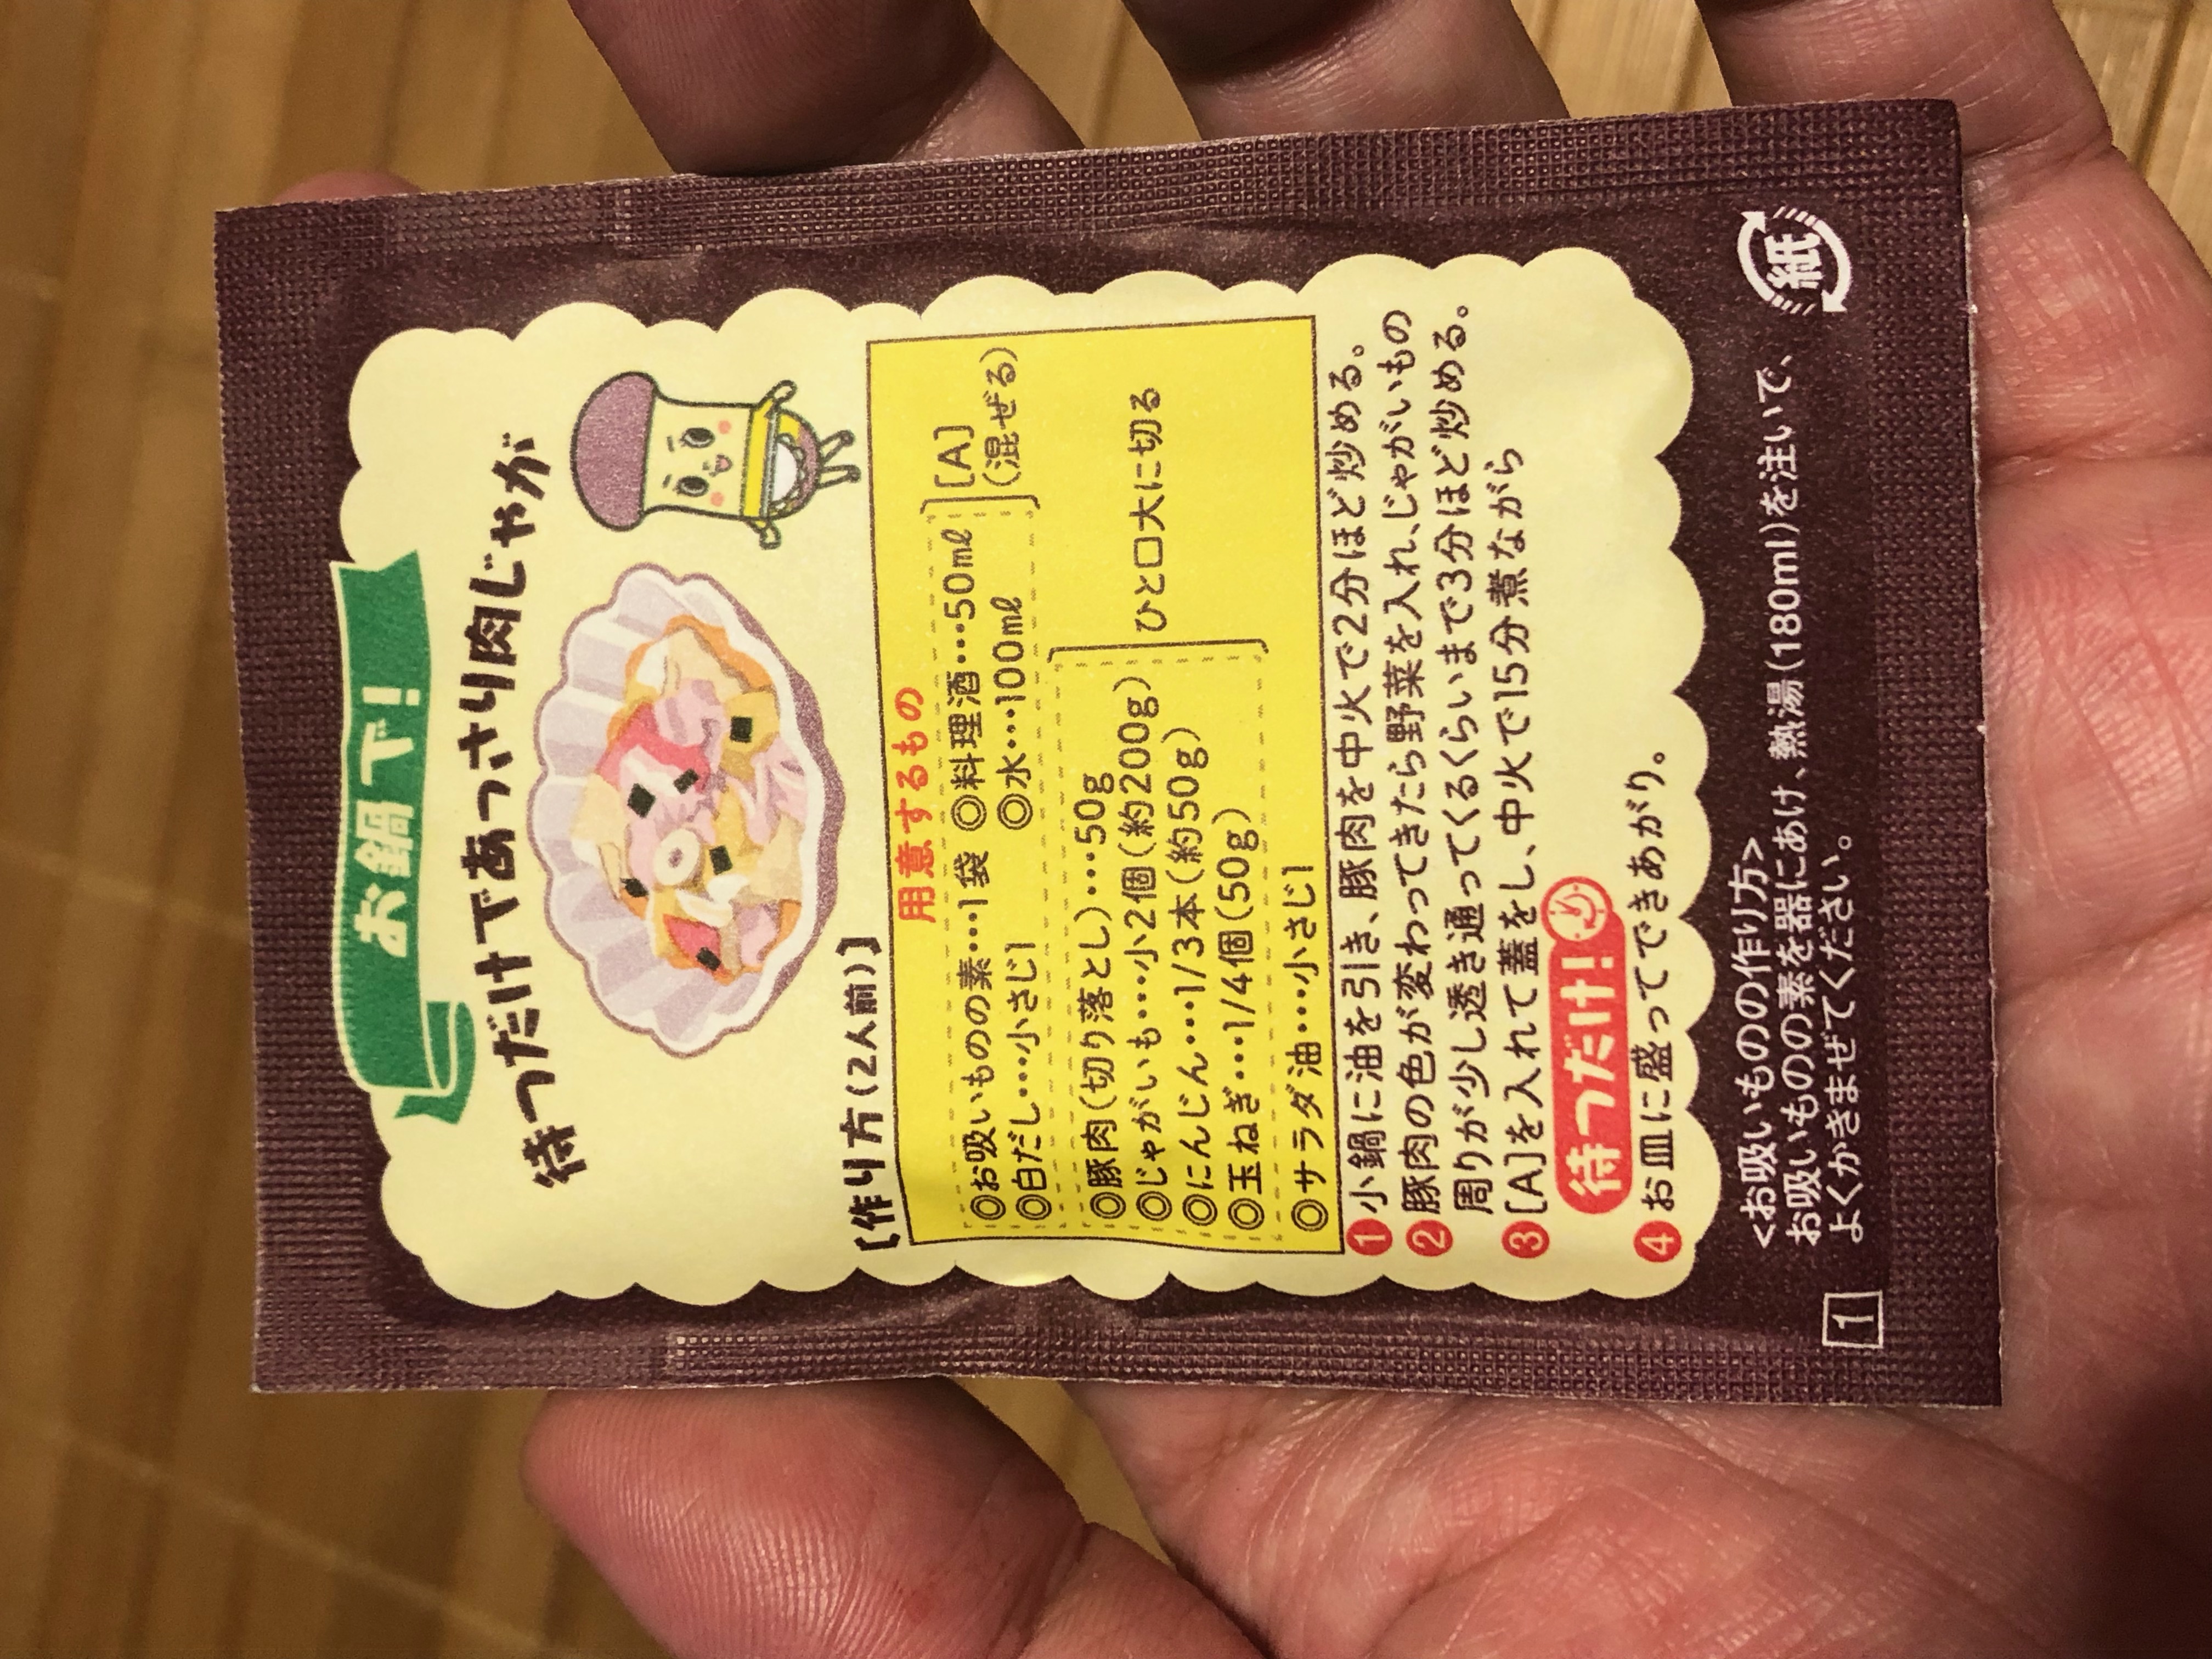 お鍋で!
待つだけであっさり肉じゃが
[作り方(2人前)]
用意するもの
◎お吸いものの素…1袋 ◎料理酒…50㎖ [A]
◎白だし…小さじ1 ◎水…100㎖ (混ぜる)
◎豚肉(切り落とし)…50g
◎じゃがいも…小2個(約200g)
◎にんじん…1/3本(約50g)
◎玉ねぎ…1/4個(50g)
ひと口大に切る
◎サラダ油…小さじ1
❶小鍋に油を引き、豚肉を中火で2分ほど炒める。
❷豚肉の色が変わってきたら野菜を入れ、じゃがいもの
周りが少し透き通ってくるくらいまで3分ほど炒める。
❸[A]を入れて蓋をし、中火で15分煮ながら
待つだけ!
❹お皿に盛ってできあがり。
<お吸いものの作り方>
お吸いものの素を器にあけ、熱湯(180ml)を注いで、
よくかきまぜてください。
紙
1